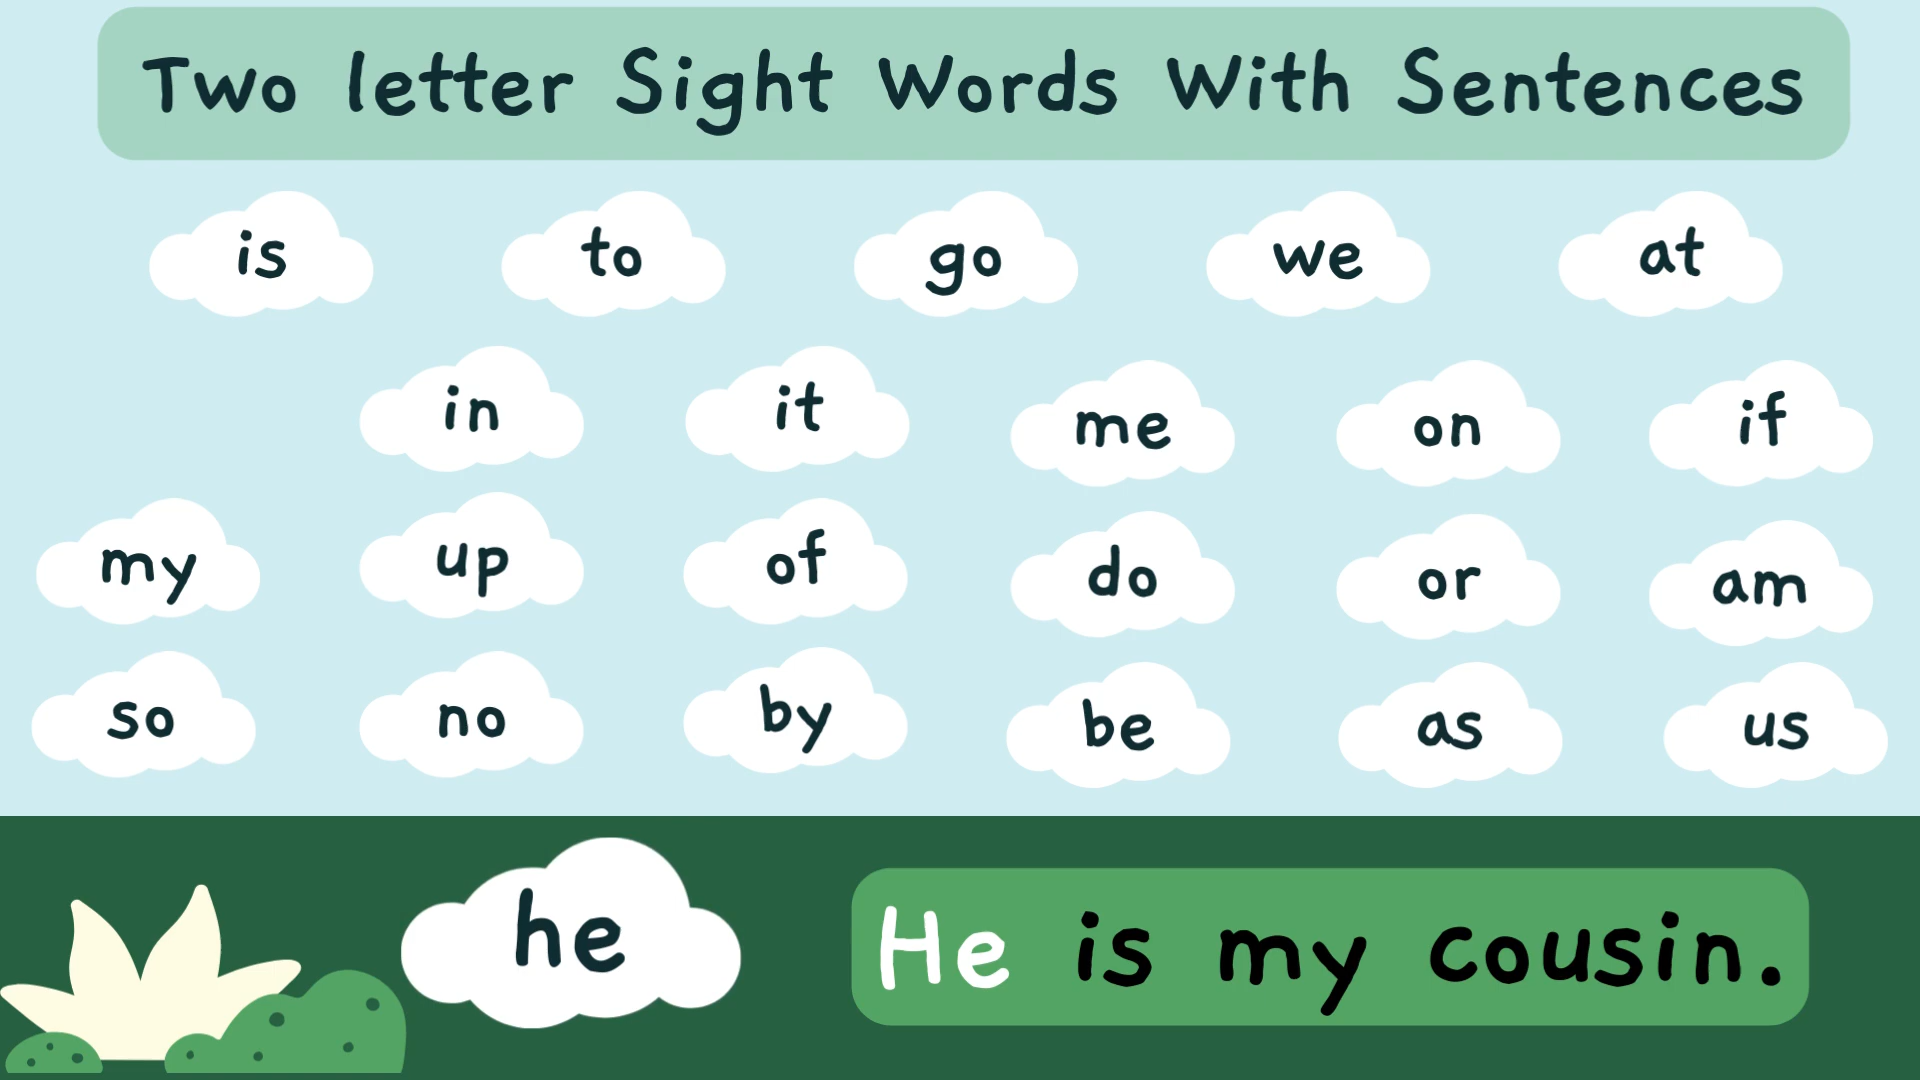 Two letter Sight Words With Sentences
is to go we at
in it me on if
my up of do or am
so no by be as us
he He is my cousin.